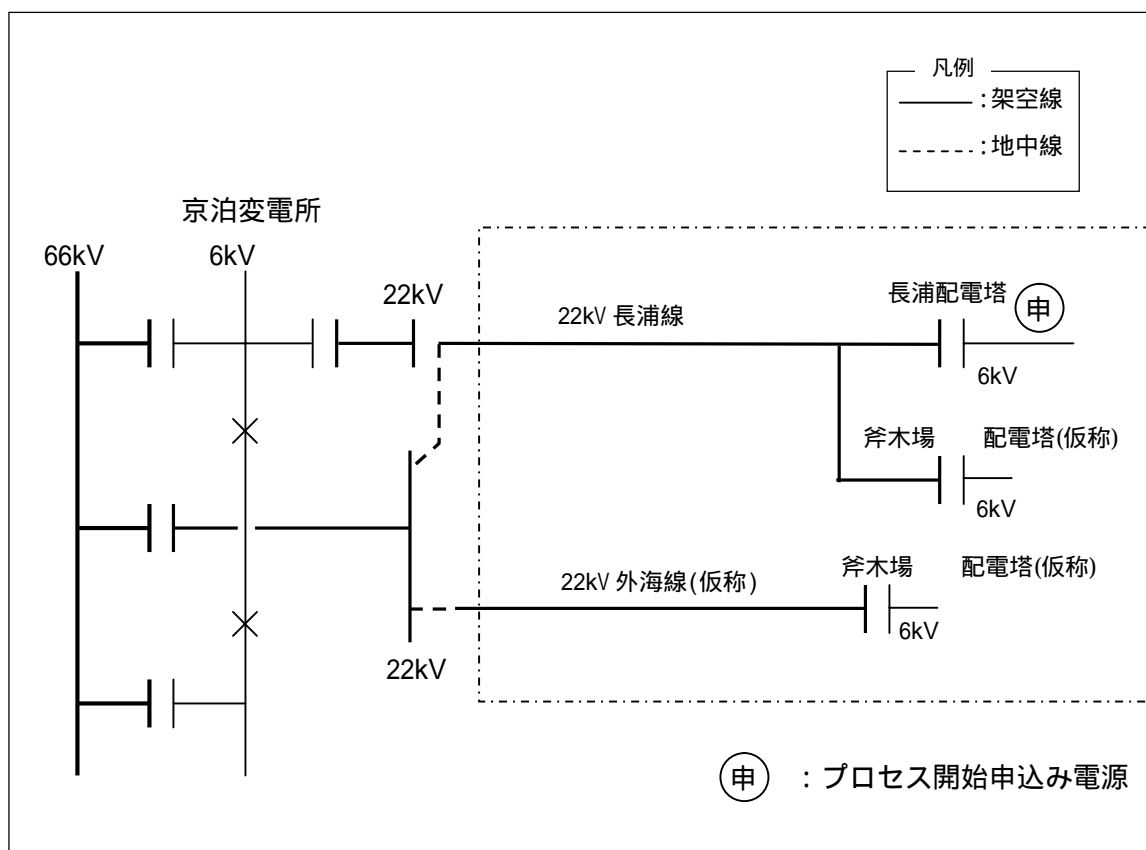 凡例
：架空線
：地中線
京泊変電所
66kV
6kV
22kV
22kV 長浦線
長浦配電塔
申
6kV
斧木場 配電塔(仮称)
6kV
22kV 外海線(仮称)
斧木場 配電塔(仮称)
6kV
22kV
申 ：プロセス開始申込み電源